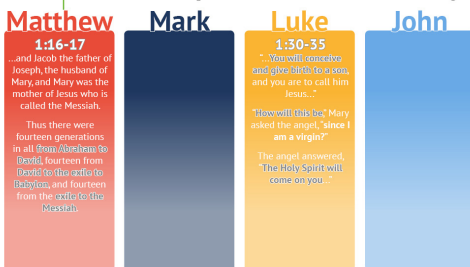 Matthew
1:16-17
...and Jacob the father of
Joseph, the husband of
Mary, and Mary was the
mother of Jesus who is
called the Messiah.
Thus there were
fourteen generations
in all from Abraham to
David, fourteen from
David to the exile to
Babylon, and fourteen
from the exile to the
Messiah.
Mark
Luke
1:30-35
"...You will conceive
and give birth to a son,
and you are to call him
Jesus..."
"How will this be," Mary
asked the angel, "since I
am a virgin?"
The angel answered,
"The Holy Spirit will
come on you..."
John